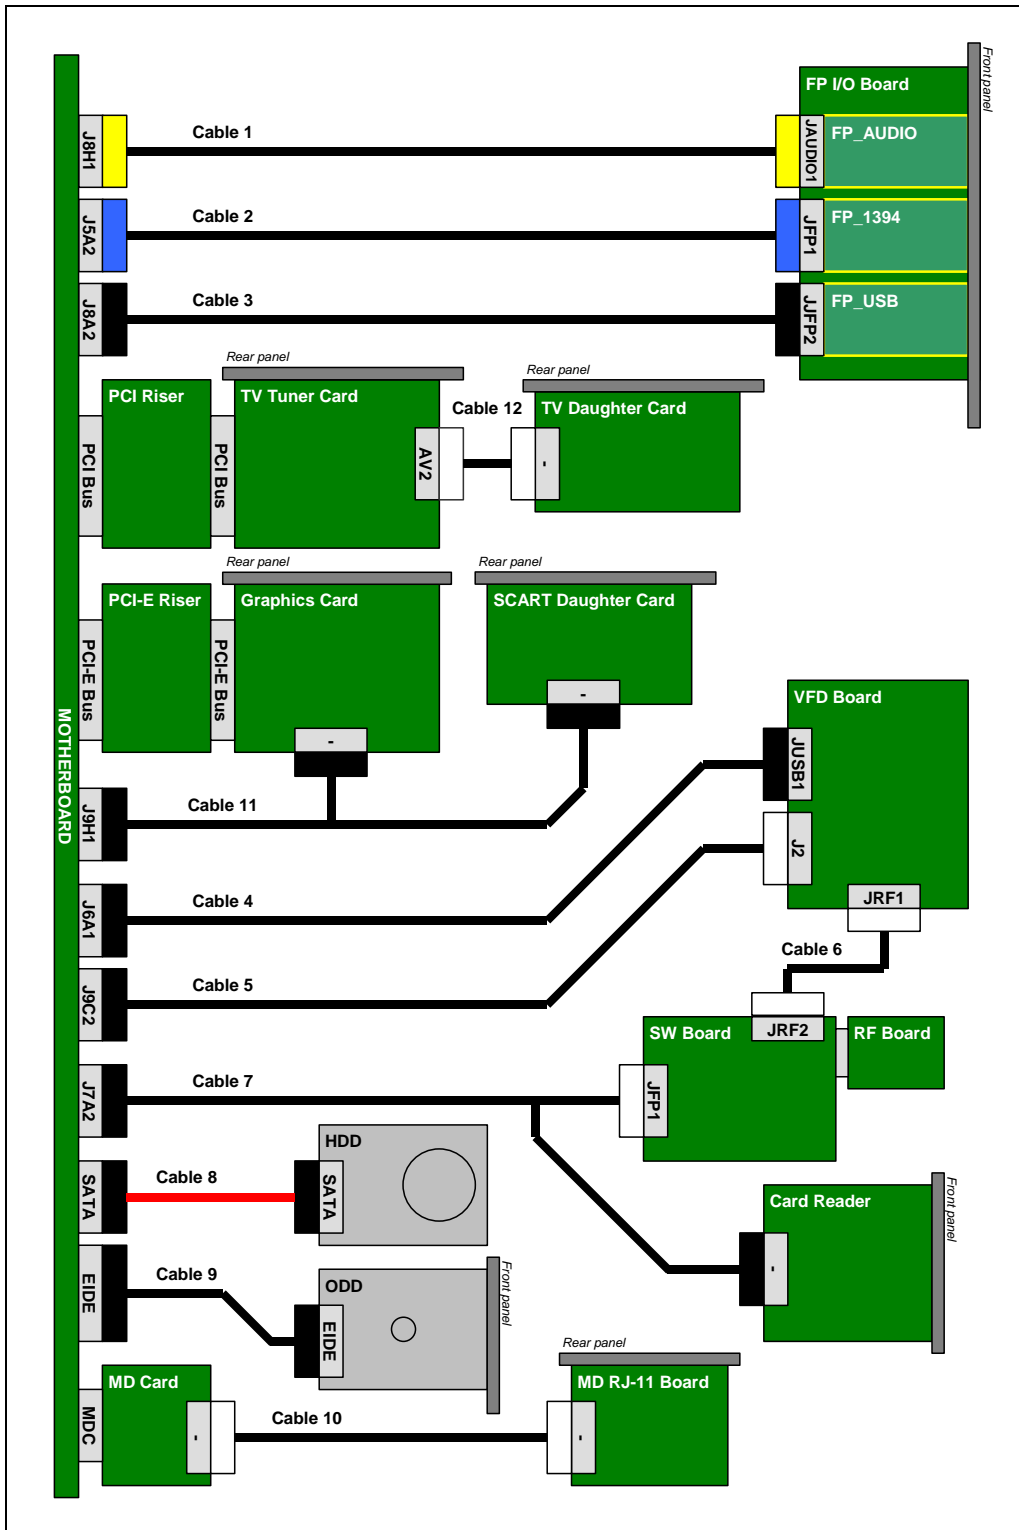 MOTHERBOARD
Front panel
FP I/O Board
J8H1
Cable 1
JAUDIO1
FP_AUDIO
J5A2
Cable 2
JFP1
FP_1394
J8A2
Cable 3
JJFP2
FP_USB
Rear panel
PCI Bus
PCI Riser
PCI Bus
TV Tuner Card
AV2
Cable 12
Rear panel
-
TV Daughter Card
Rear panel
PCI-E Bus
PCI-E Riser
PCI-E Bus
Graphics Card
-
Rear panel
SCART Daughter Card
-
VFD Board
JUSB1
J2
JRF1
J9H1
Cable 11
J6A1
Cable 4
J9C2
Cable 5
Cable 6
SW Board
JRF2
RF Board
J7A2
Cable 7
JFP1
SATA
Cable 8
HDD
SATA
Card Reader
-
Front panel
EIDE
Cable 9
ODD
EIDE
Front panel
MDC
MD Card
-
Cable 10
Rear panel
MD RJ-11 Board
-